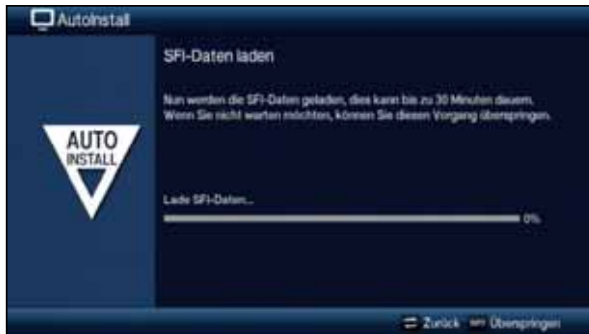 AutoInstall
SFI-Daten laden
Nun werden die SFI-Daten geladen, dies kann bis zu 30 Minuten dauern.
Wenn Sie nicht warten möchten, können Sie diesen Vorgang überspringen.
AUTO
INSTALL
Lade SFI-Daten...
0%
Zurück Überspringen